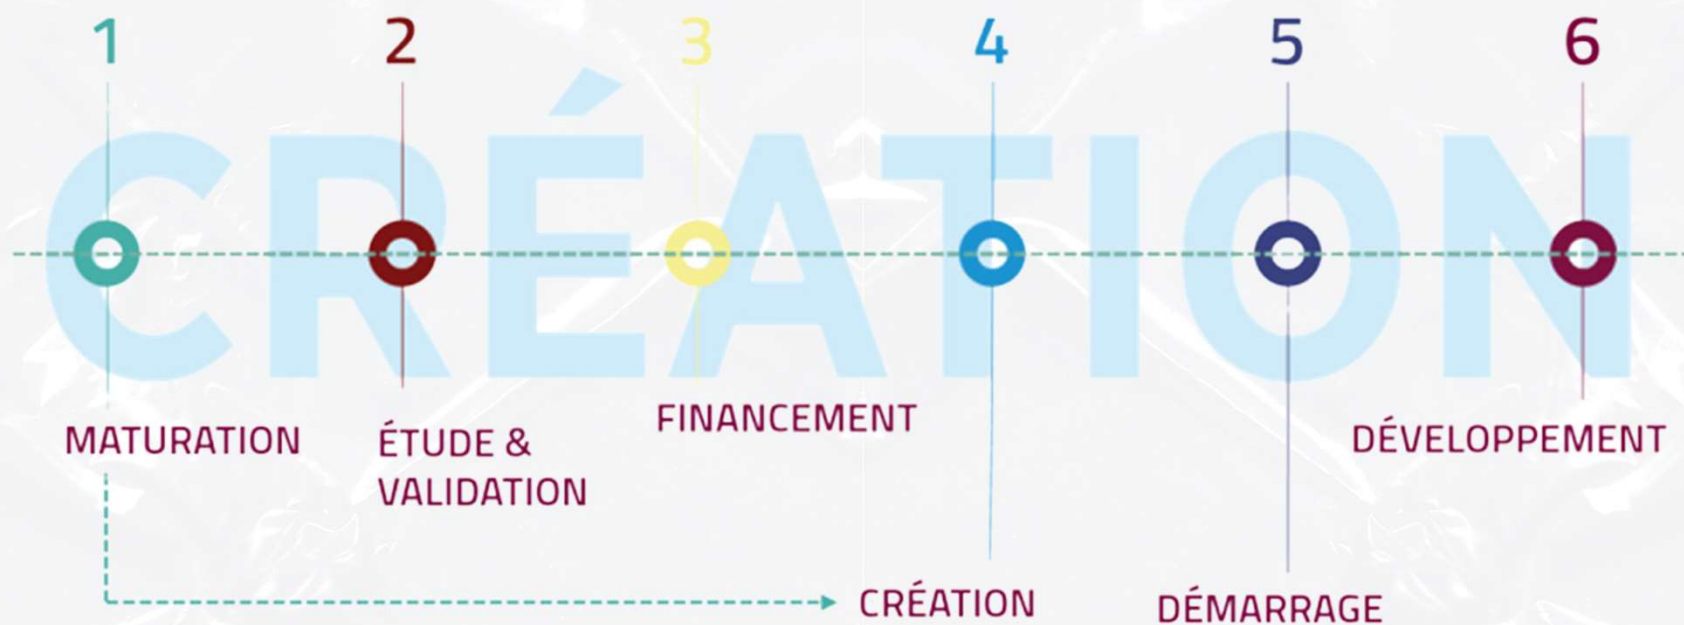 1 2 3 4 5 6
CRÉATION
MATURATION
ÉTUDE &
VALIDATION
FINANCEMENT
CRÉATION
DÉMARRAGE
DÉVELOPPEMENT